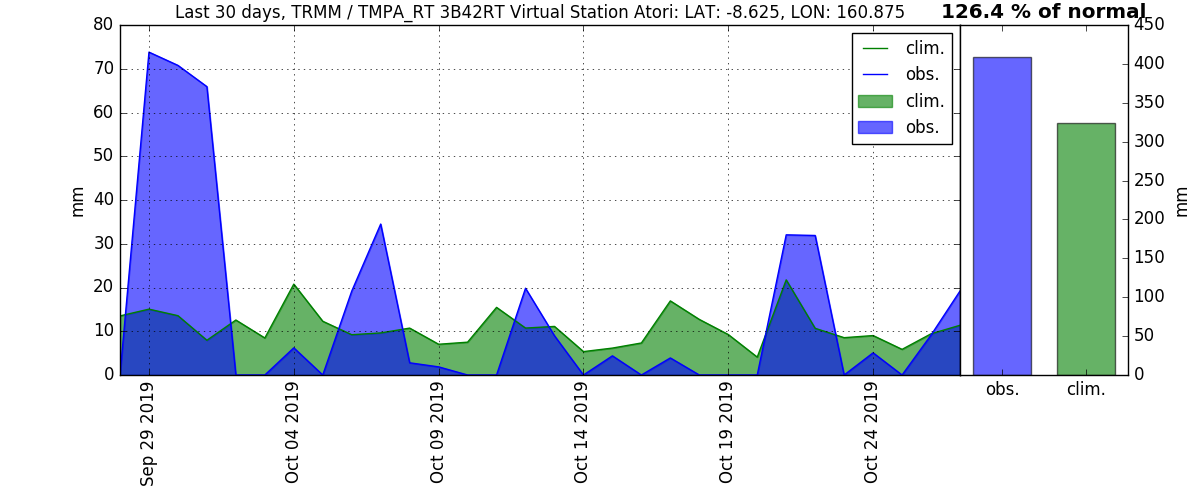 Last 30 days, TRMM / TMPA_RT 3B42RT Virtual Station Atori: LAT: -8.625, LON: 160.875
126.4 % of normal
80
70
60
50
40
30
20
10
0
mm
clim.
obs.
clim.
obs.
Sep 29 2019
Oct 04 2019
Oct 09 2019
Oct 14 2019
Oct 19 2019
Oct 24 2019
450
400
350
300
250
200
150
100
50
0
mm
obs.
clim.